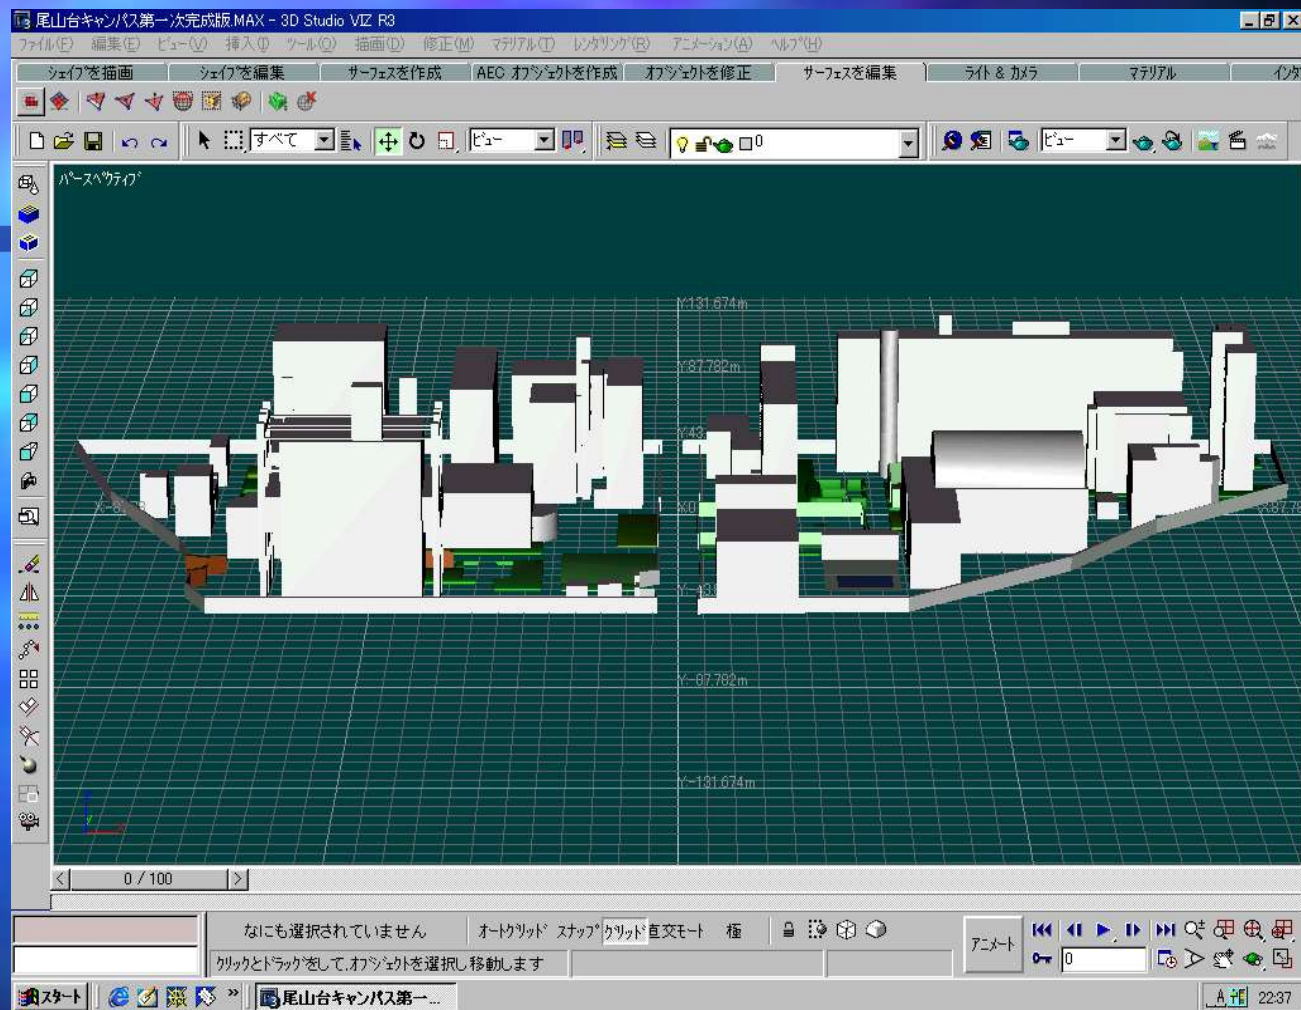 尾山台キャンパス第一次完成版.MAX - 3D Studio VIZ R3
ファイル(F) 編集(E) ビュー(V) 挿入(I) ツール(O) 描画(D) 修正(M) マテリアル(T) レンダリング(R) アニメーション(A) ヘルプ(H)
シェイプを描画 シェイプを編集 サーフェスを作成 AEC オブジェクトを作成 オブジェクトを修正 サーフェスを編集 ライト & カメラ マテリアル
すべて ビュー 0 ビュー
パースペクティブ
Y:131.674m
Y:87.782m
Y:43
X:0
Y:-87.782m
Y:-131.674m
0 / 100
なにも選択されていません オートグリッド スナップ グリッド 直交モード 極
アニメート
クリックとドラッグをして,オブジェクトを選択し移動します
0
スタート 尾山台キャンパス第一... A 22:37